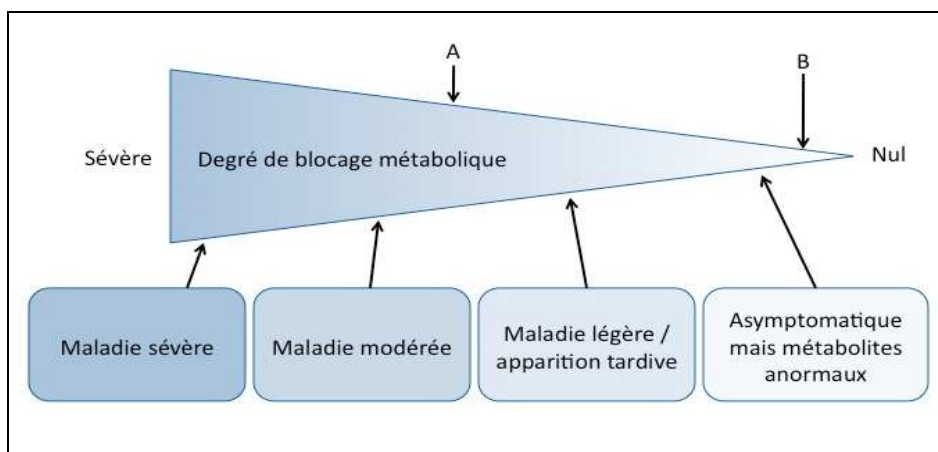 A
B
Sévère
Degré de blocage métabolique
Nul
Maladie sévère
Maladie modérée
Maladie légère /
apparition tardive
Asymptomatique
mais métabolites
anormaux